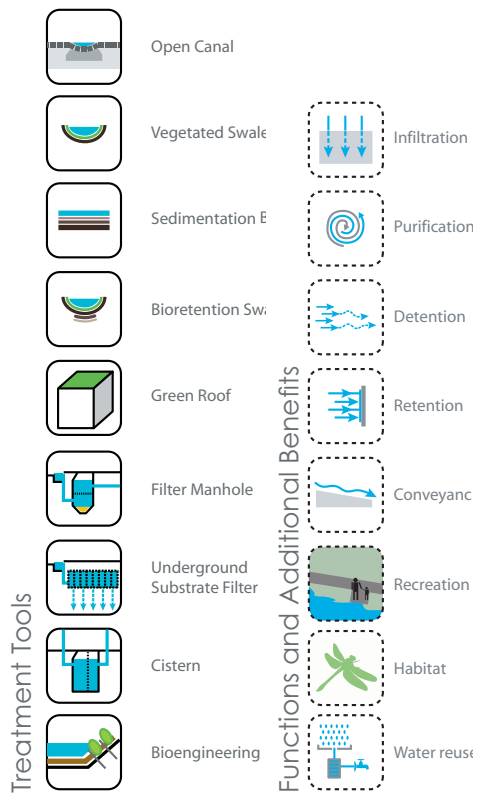 Treatment Tools
Open Canal
Vegetated Swale
Sedimentation
Bioretention
Green Roof
Filter Manhole
Underground
Substrate Filter
Cistern
Bioengineering
Functions and Additional Benefits
Infiltration
Purification
Detention
Retention
Conveyanc
Recreation
Habitat
Water reuse